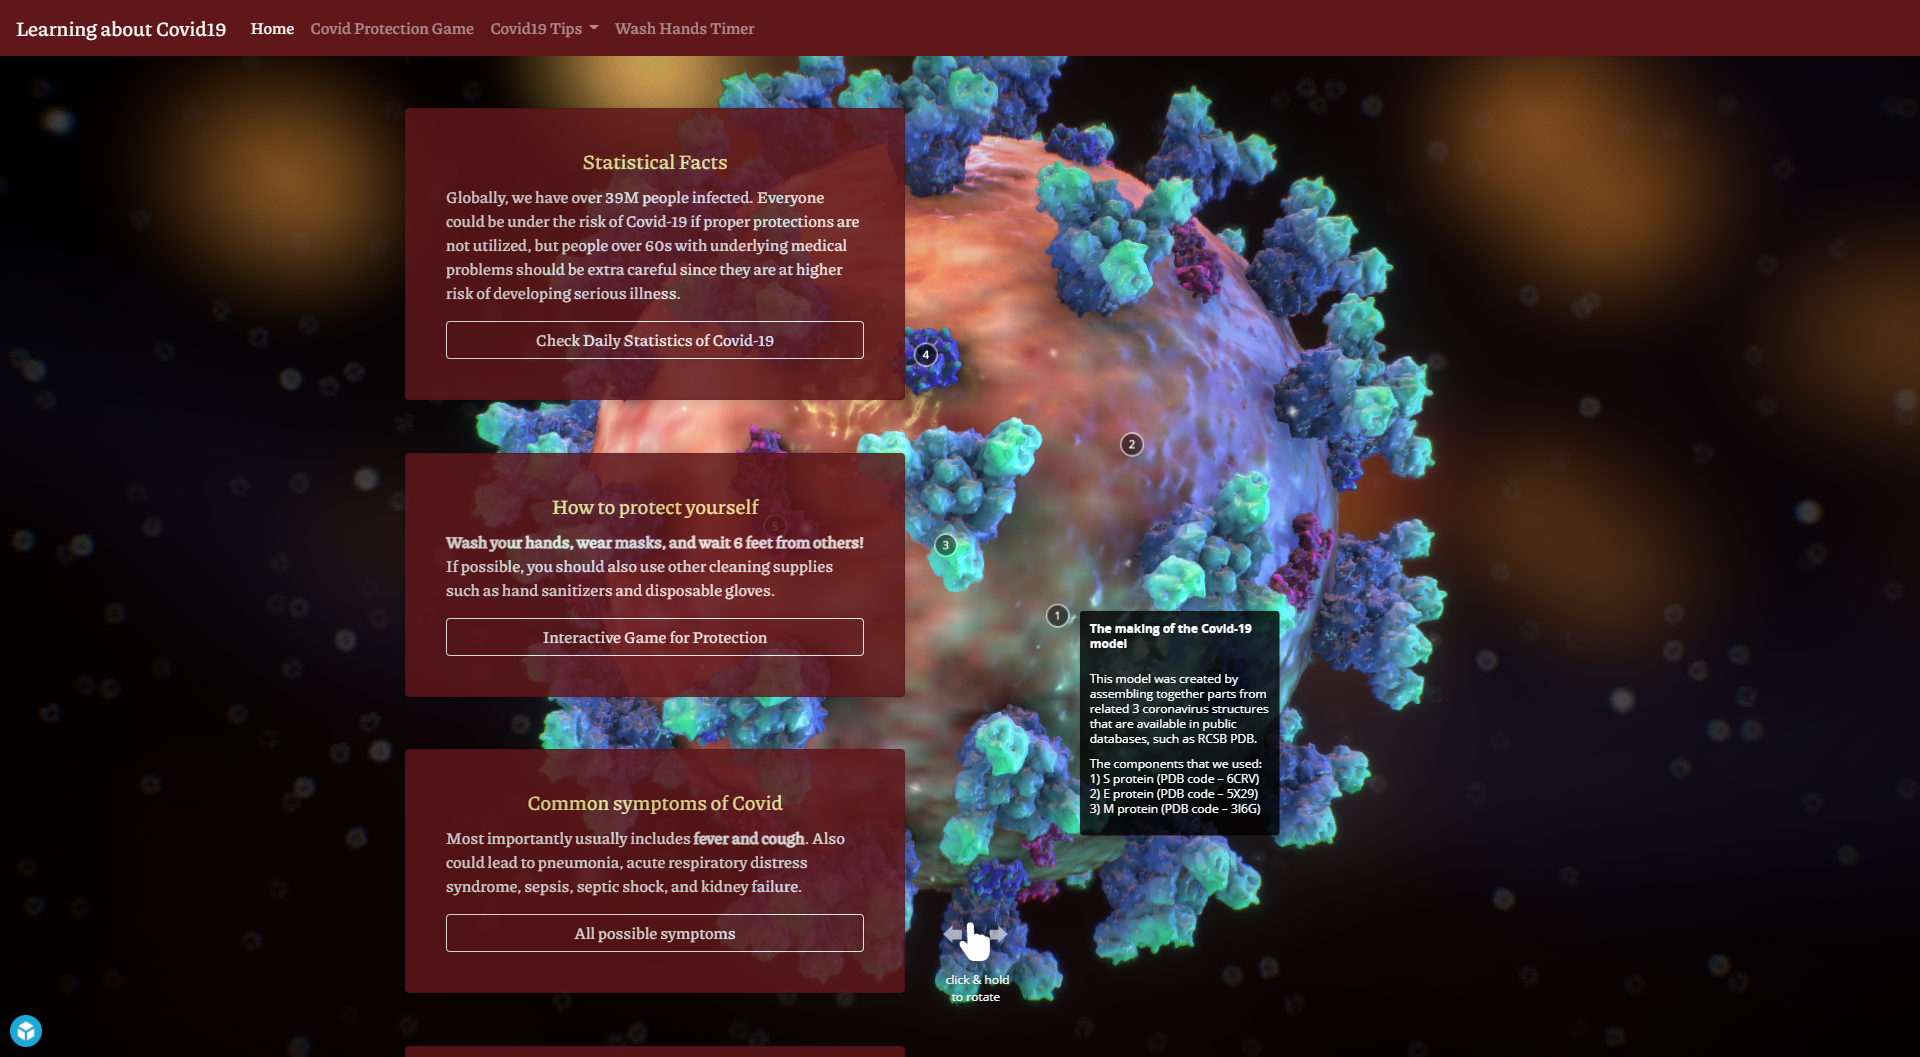 Learning about Covid19 Home Covid Protection Game Covid19 Tips Wash Hands Timer
Statistical Facts
Globally, we have over 39M people infected. Everyone
could be under the risk of Covid-19 if proper protections are
not utilized, but people over 60s with underlying medical
problems should be extra careful since they are at higher
risk of developing serious illness.
Check Daily Statistics of Covid-19
How to protect yourself
Wash your hands, wear masks, and wait 6 feet from others!
If possible, you should also use other cleaning supplies
such as hand sanitizers and disposable gloves.
Interactive Game for Protection
Common symptoms of Covid
Most importantly usually includes fever and cough. Also
could lead to pneumonia, acute respiratory distress
syndrome, sepsis, septic shock, and kidney failure.
All possible symptoms
4
2
5
3
1
The making of the Covid-19
model
This model was created by
assembling together parts from
related 3 coronavirus structures
that are available in public
databases, such as RCSB PDB.
The components that we used:
1) S protein (PDB code – 6CRV)
2) E protein (PDB code – 5X29)
3) M protein (PDB code – 3I6G)
click & hold
to rotate